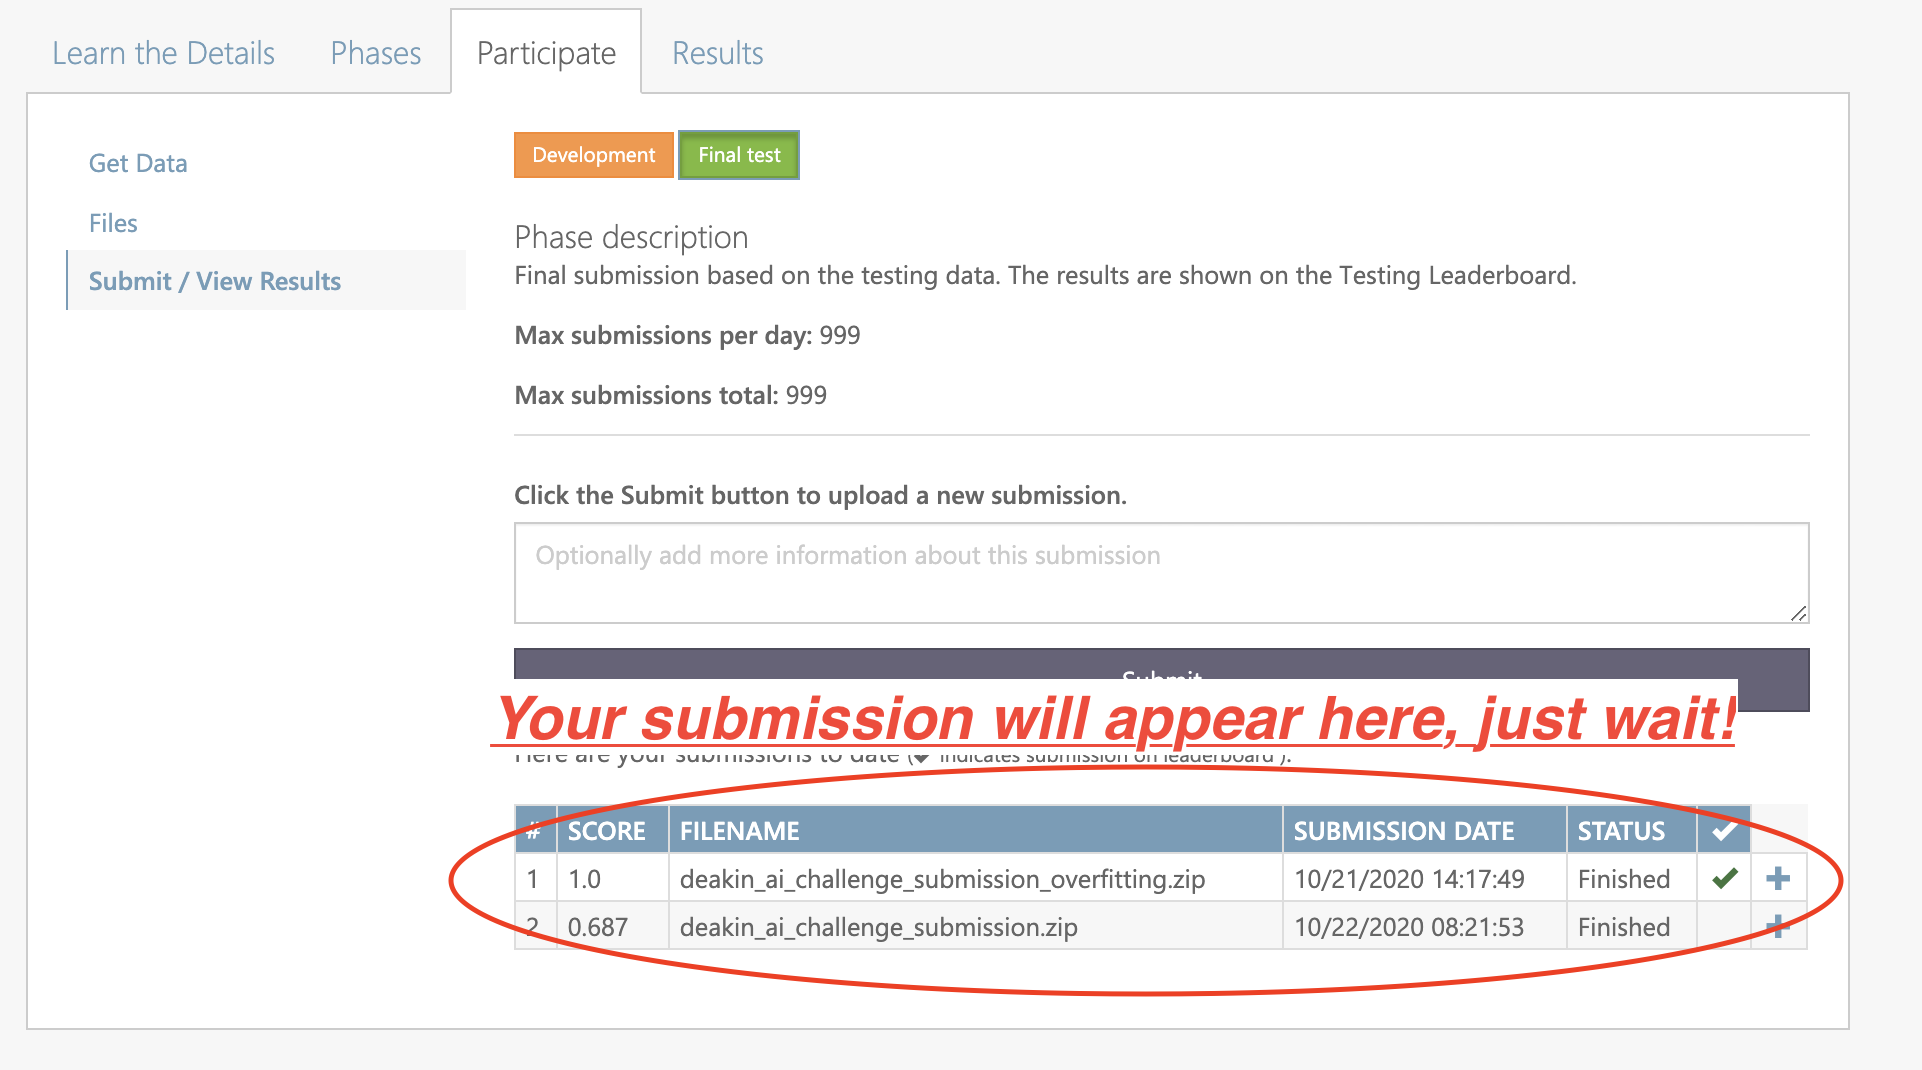 Learn the Details Phases Participate Results
Get Data
Files
Submit / View Results
Development Final test
Phase description
Final submission based on the testing data. The results are shown on the Testing Leaderboard.
Max submissions per day: 999
Max submissions total: 999
Click the Submit button to upload a new submission.
Optionally add more information about this submission
Submit
Your submission will appear here, just wait!
Here are your submissions to date (✔ indicates submission on leaderboard ).
# SCORE FILENAME SUBMISSION DATE STATUS ✔
1 1.0 deakin_ai_challenge_submission_overfitting.zip 10/21/2020 14:17:49 Finished ✔ +
2 0.687 deakin_ai_challenge_submission.zip 10/22/2020 08:21:53 Finished +